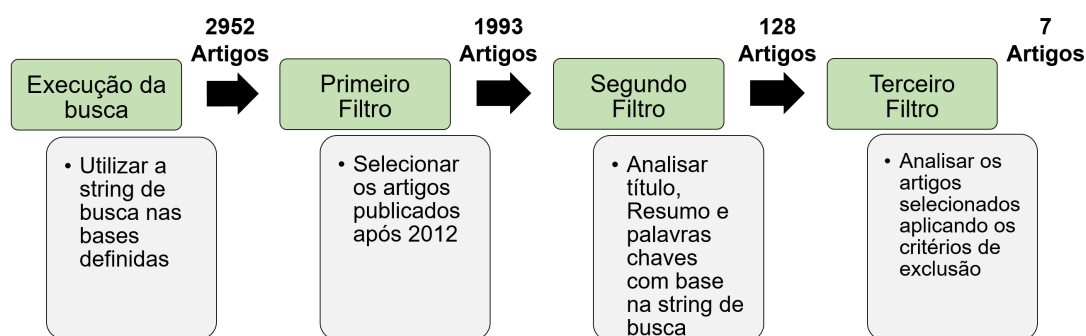 2952
Artigos
1993
Artigos
128
Artigos
7
Artigos
Execução da
busca
Primeiro
Filtro
Segundo
Filtro
Terceiro
Filtro
• Utilizar a
string de
busca nas
bases
definidas
• Selecionar
os artigos
publicados
após 2012
• Analisar
título,
Resumo e
palavras
chaves
com base
na string de
busca
• Analisar os
artigos
selecionados
aplicando os
critérios de
exclusão